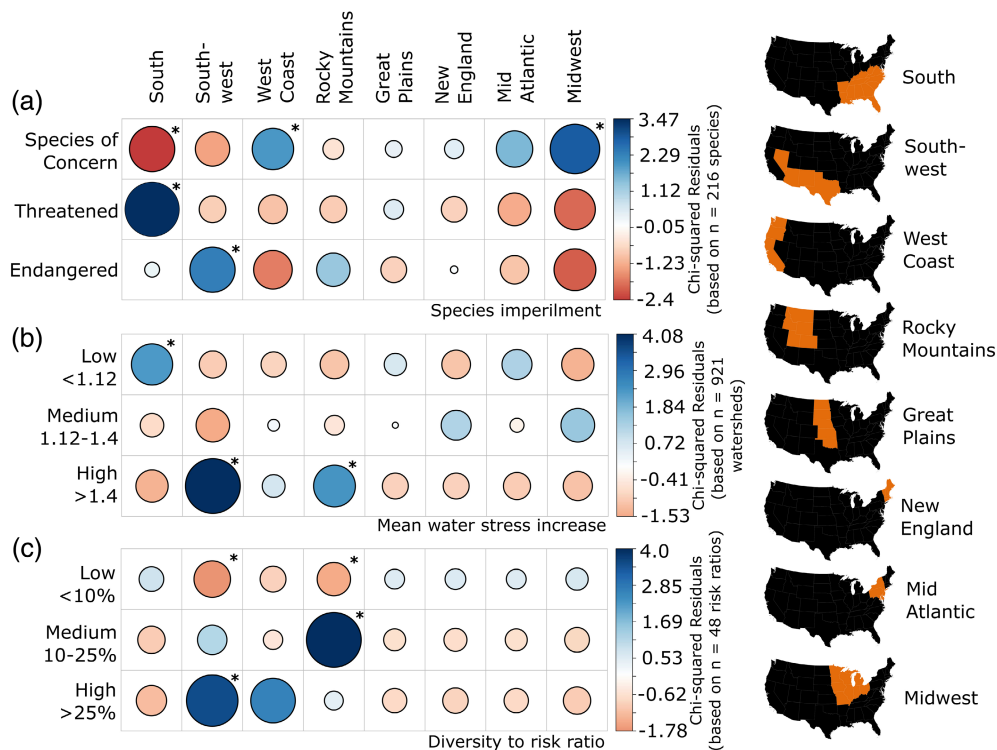 (a)
South
South-
west
West
Coast
Rocky
Mountains
Great
Plains
New
England
Mid
Atlantic
Midwest
Species of
Concern
*
*
*
Threatened
*
Endangered
*
Species imperilment
3.47
2.29
1.12
-0.05
-1.23
-2.4
Chi-squared Residuals
(based on n = 216 species)
(b)
Low
<1.12
*
Medium
1.12-1.4
High
>1.4
*
*
Mean water stress increase
4.08
2.96
1.84
0.72
-0.41
-1.53
Chi-squared Residuals
(based on n = 921
watersheds)
(c)
Low
<10%
*
*
Medium
10-25%
*
High
>25%
*
Diversity to risk ratio
4.0
2.85
1.69
0.53
-0.62
-1.78
Chi-squared Residuals
(based on n = 48 risk ratios)
South
South-
west
West
Coast
Rocky
Mountains
Great
Plains
New
England
Mid
Atlantic
Midwest